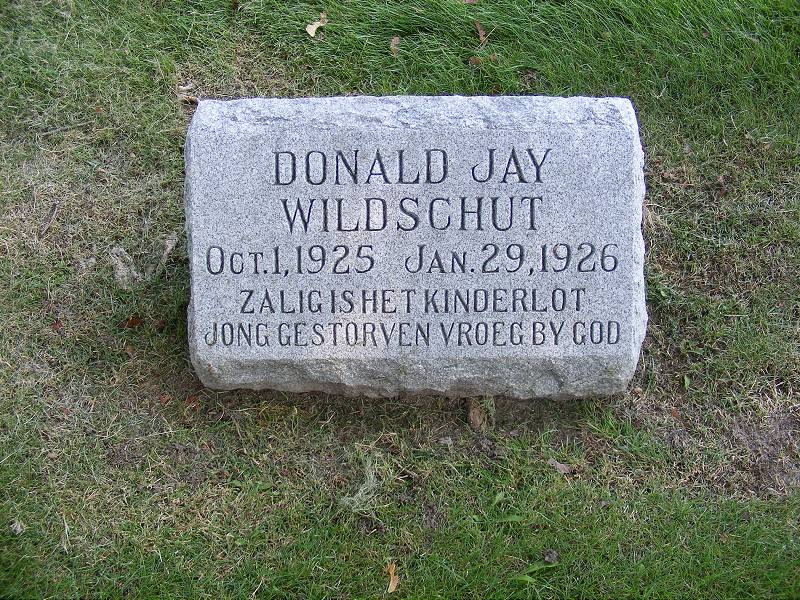 DONALD JAY
WILDSCHUT
OCT.1,1925 JAN.29,1926
ZALIG IS HET KINDERLOT
JONG GESTORVEN VROEG BY GOD